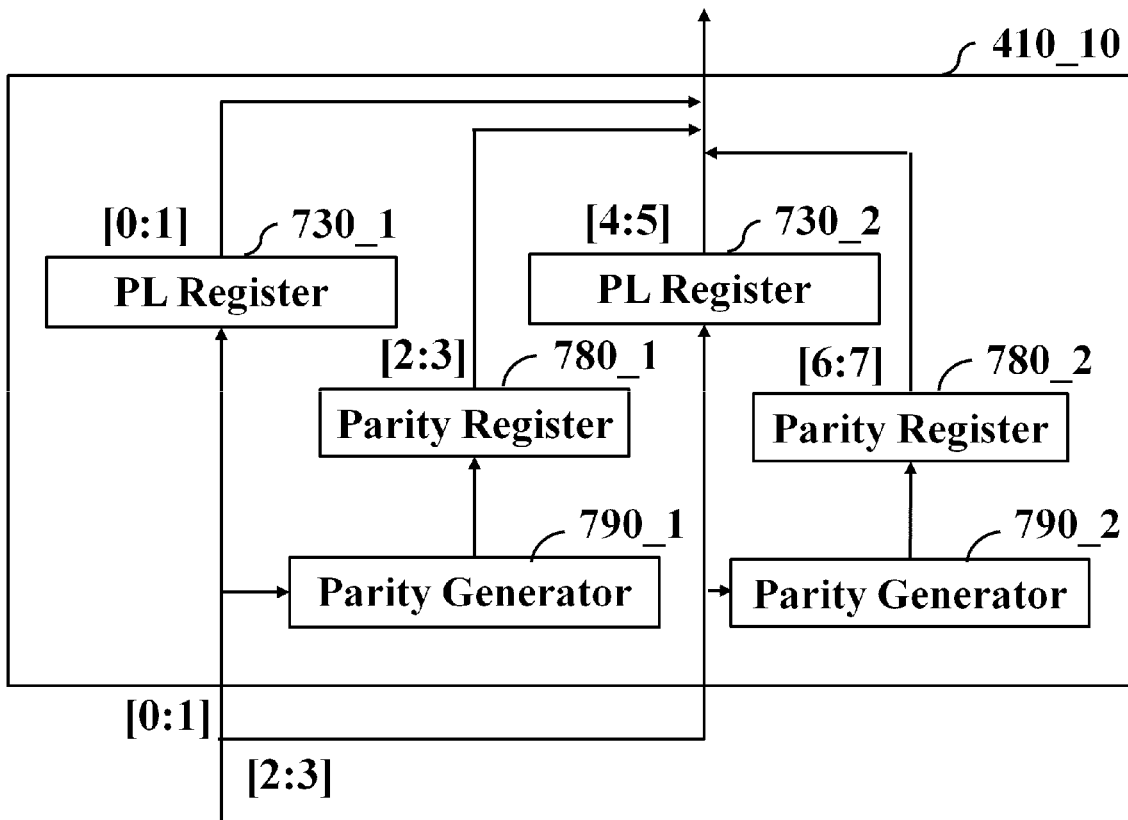 410_10
[0:1]
730_1
[4:5]
730_2
PL Register
PL Register
[2:3]
780_1
[6:7]
780_2
Parity Register
Parity Register
790_1
790_2
Parity Generator
Parity Generator
[0:1]
[2:3]